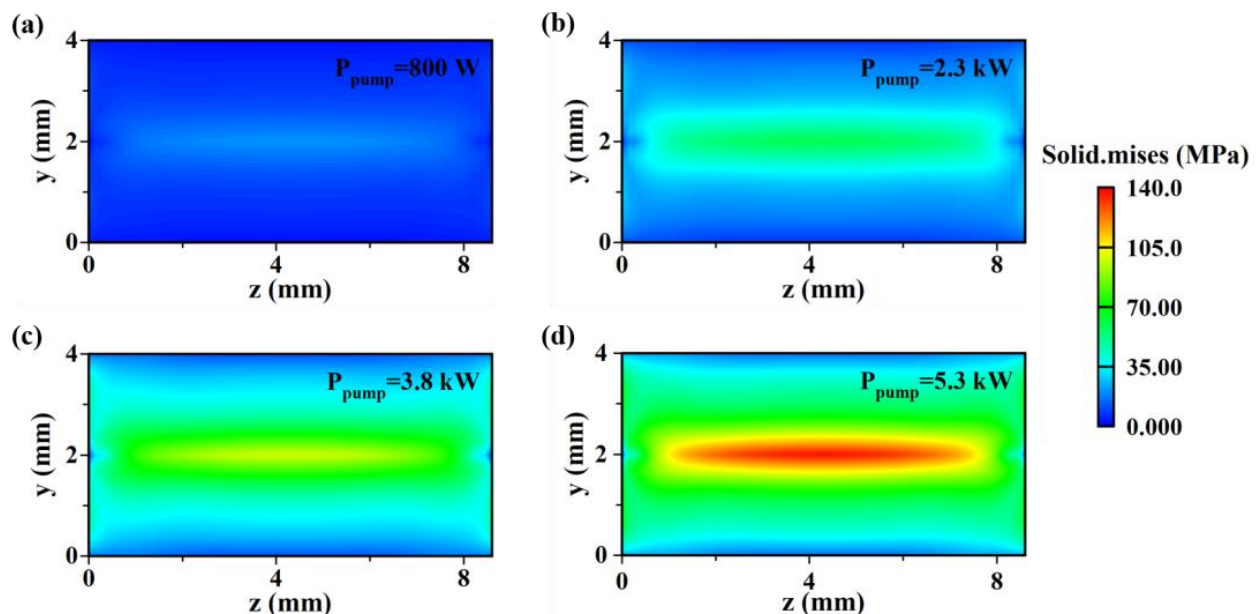 (a)
P_pump=800 W
4
2
0
y (mm)
0 4 8
z (mm)
(b)
P_pump=2.3 kW
4
2
0
y (mm)
0 4 8
z (mm)
Solid.mises (MPa)
140.0
105.0
70.00
35.00
0.000
(c)
P_pump=3.8 kW
4
2
0
y (mm)
0 4 8
z (mm)
(d)
P_pump=5.3 kW
4
2
0
y (mm)
0 4 8
z (mm)